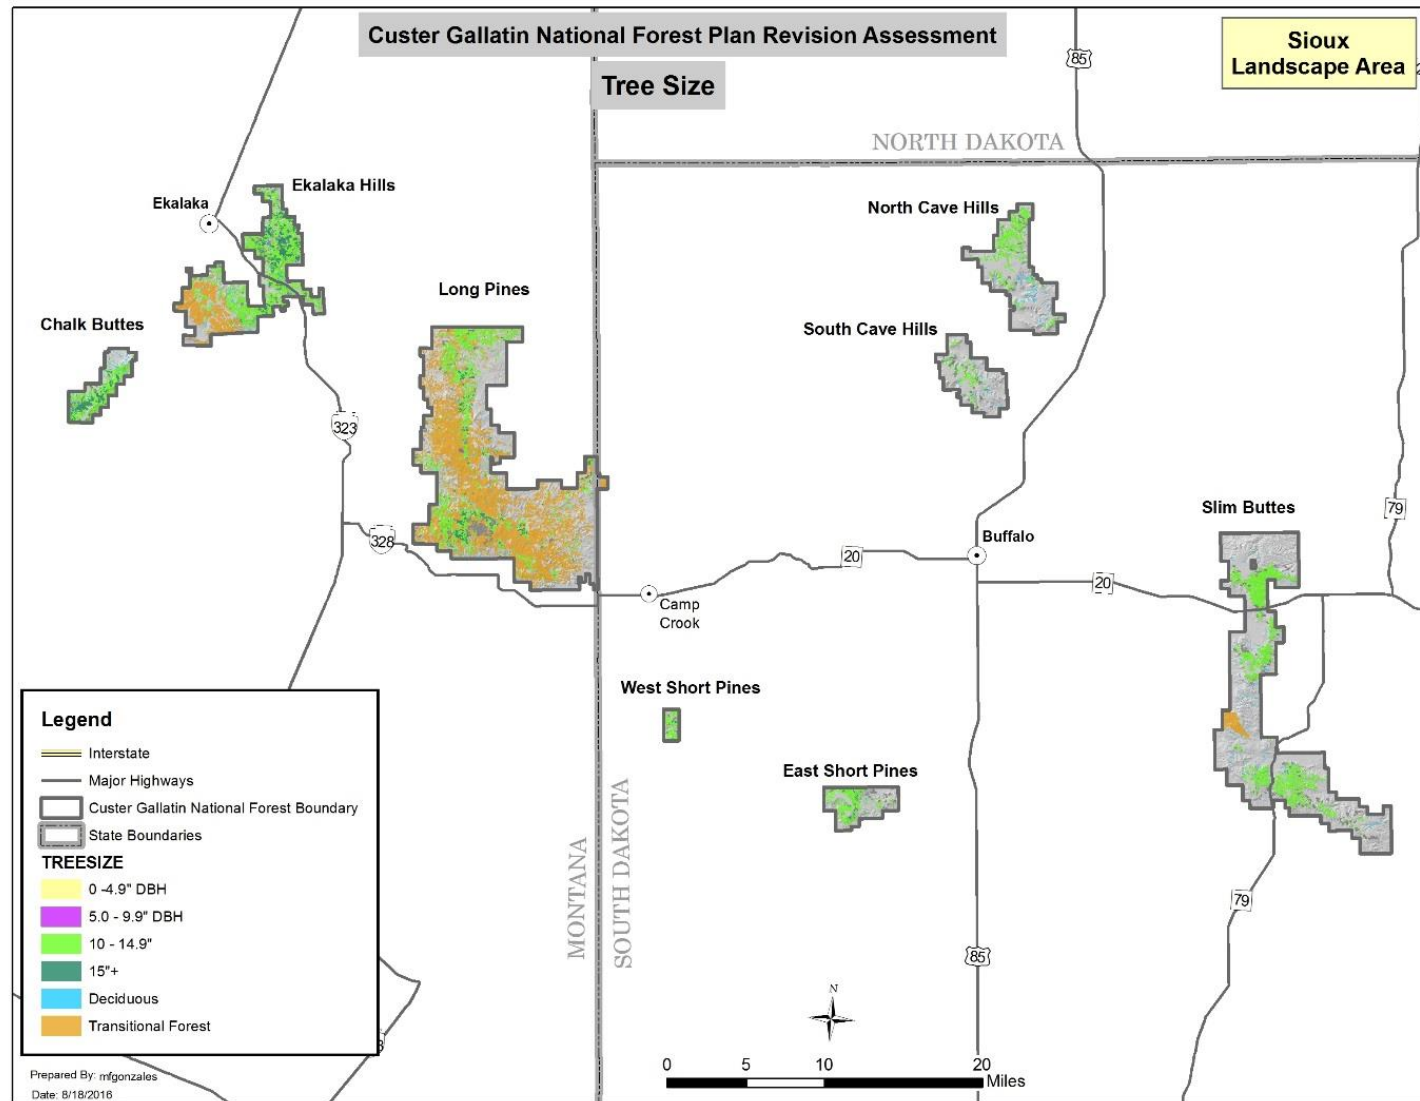 Custer Gallatin National Forest Plan Revision Assessment
Tree Size
Sioux
Landscape Area
85
NORTH DAKOTA
Ekalaka Hills
Ekalaka
North Cave Hills
Long Pines
Chalk Buttes
South Cave Hills
323
Slim Buttes
79
328
Buffalo
20
20
Camp
Crook
West Short Pines
East Short Pines
MONTANA
SOUTH DAKOTA
79
85
N
0 5 10 20
Miles
Legend
Interstate
Major Highways
Custer Gallatin National Forest Boundary
State Boundaries
TREESIZE
0 -4.9" DBH
5.0 - 9.9" DBH
10 - 14.9"
15"+
Deciduous
Transitional Forest
Prepared By: mfgonzales
Date: 8/18/2016